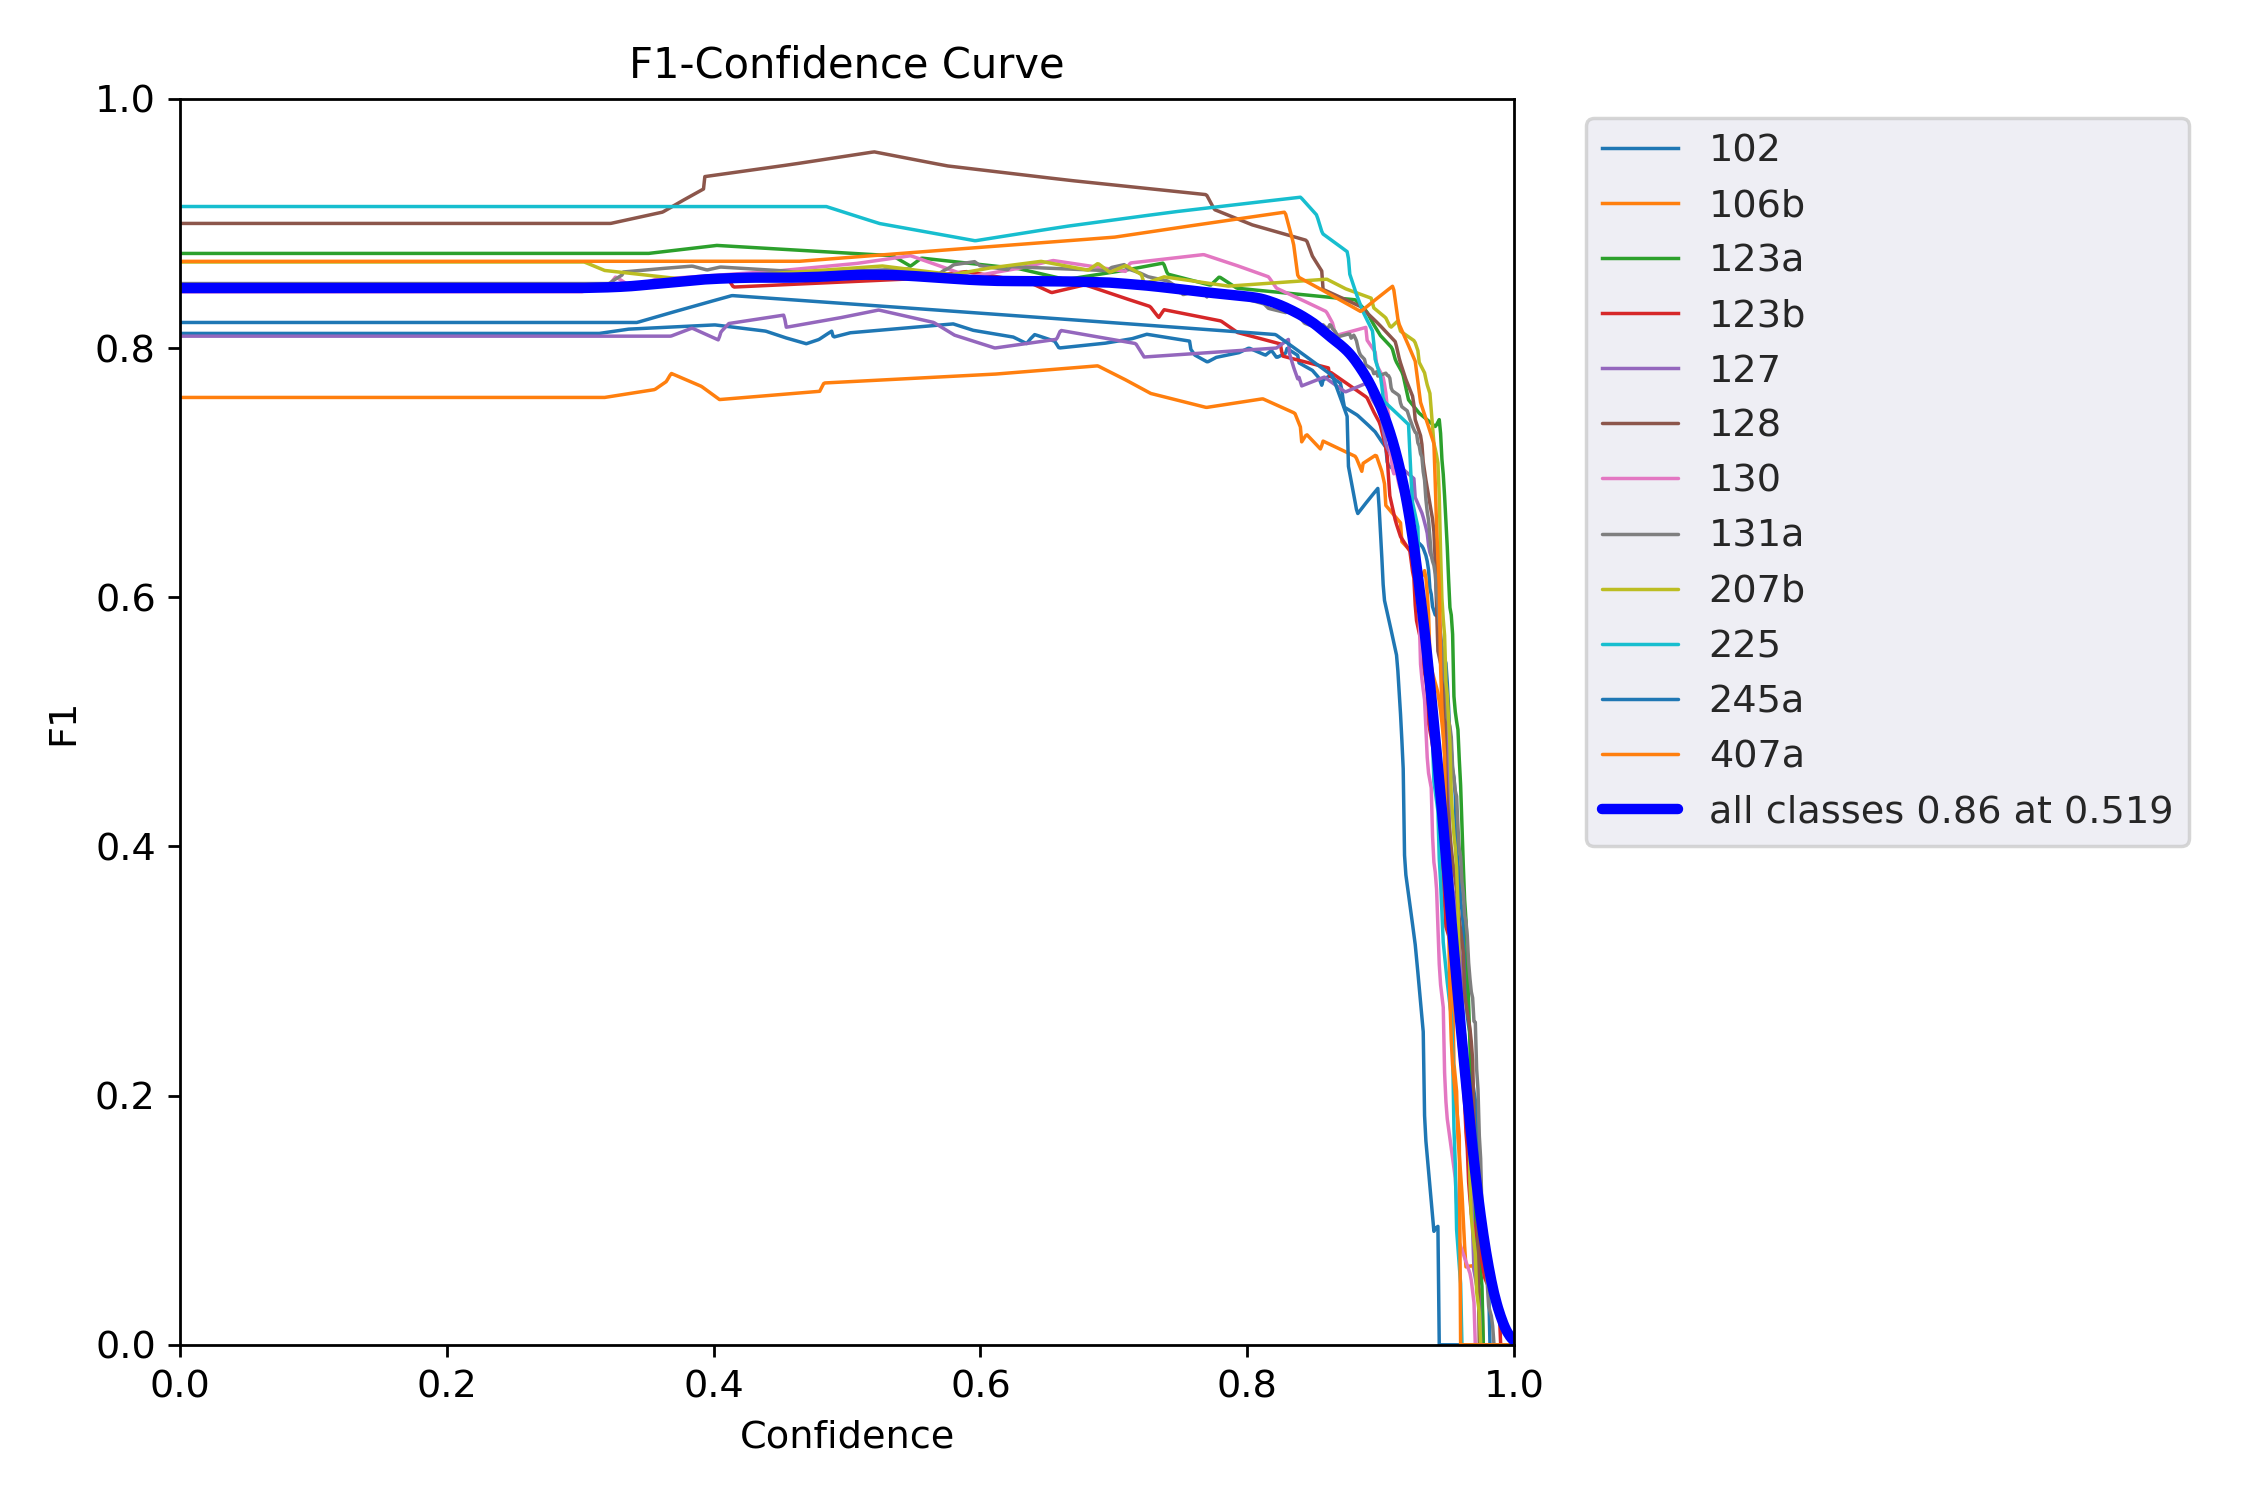 F1-Confidence Curve
1.0
0.8
0.6
0.4
0.2
0.0
F1
0.0 0.2 0.4 0.6 0.8 1.0
Confidence
102
106b
123a
123b
127
128
130
131a
207b
225
245a
407a
all classes 0.86 at 0.519